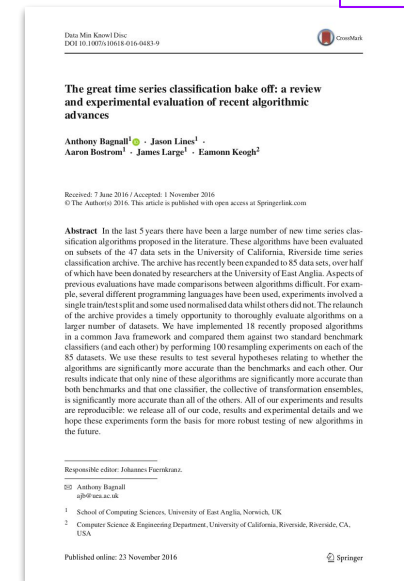 Data Min Knowl Disc
DOI 10.1007/s10618-016-0483-9
CrossMark
The great time series classification bake off: a review
and experimental evaluation of recent algorithmic
advances
Anthony Bagnall¹ · Jason Lines¹ ·
Aaron Bostrom¹ · James Large¹ · Eamonn Keogh²
Received: 7 June 2016 / Accepted: 1 November 2016
© The Author(s) 2016. This article is published with open access at Springerlink.com
Abstract In the last 5 years there have been a large number of new time series clas-
sification algorithms proposed in the literature. These algorithms have been evaluated
on subsets of the 47 data sets in the University of California, Riverside time series
classification archive. The archive has recently been expanded to 85 data sets, over half
of which have been donated by researchers at the University of East Anglia. Aspects of
previous evaluations have made comparisons between algorithms difficult. For exam-
ple, several different programming languages have been used, experiments involved a
single train/test split and some used normalised data whilst others did not. The relaunch
of the archive provides a timely opportunity to thoroughly evaluate algorithms on a
larger number of datasets. We have implemented 18 recently proposed algorithms
in a common Java framework and compared them against two standard benchmark
classifiers (and each other) by performing 100 resampling experiments on each of the
85 datasets. We use these results to test several hypotheses relating to whether the
algorithms are significantly more accurate than the benchmarks and each other. Our
results indicate that only nine of these algorithms are significantly more accurate than
both benchmarks and that one classifier, the collective of transformation ensembles,
is significantly more accurate than all of the others. All of our experiments and results
are reproducible: we release all of our code, results and experimental details and we
hope these experiments form the basis for more robust testing of new algorithms in
the future.
Responsible editor: Johannes Fuernkranz.
Anthony Bagnall
ajb@uea.ac.uk
1 School of Computing Sciences, University of East Anglia, Norwich, UK
2 Computer Science & Engineering Department, University of California, Riverside, Riverside, CA,
USA
Published online: 23 November 2016
Springer